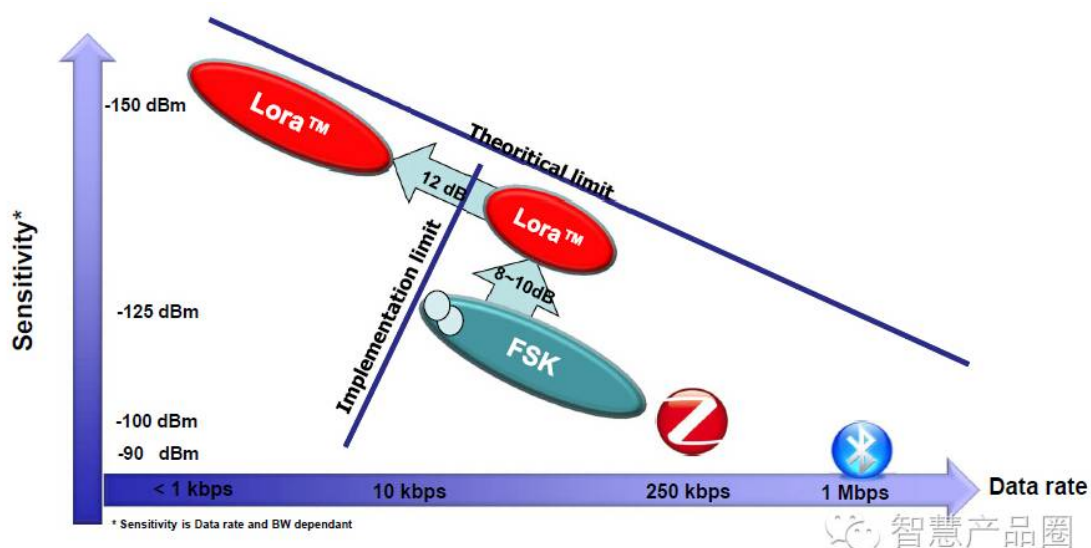 Lora™
-150 dBm
Theoritical limit
12 dB
Lora™
Implementation limit
8~10dB
Sensitivity*
-125 dBm
FSK
-100 dBm
-90 dBm
Z
< 1 kbps
10 kbps
250 kbps
1 Mbps
Data rate
* Sensitivity is Data rate and BW dependant
智慧产品圈